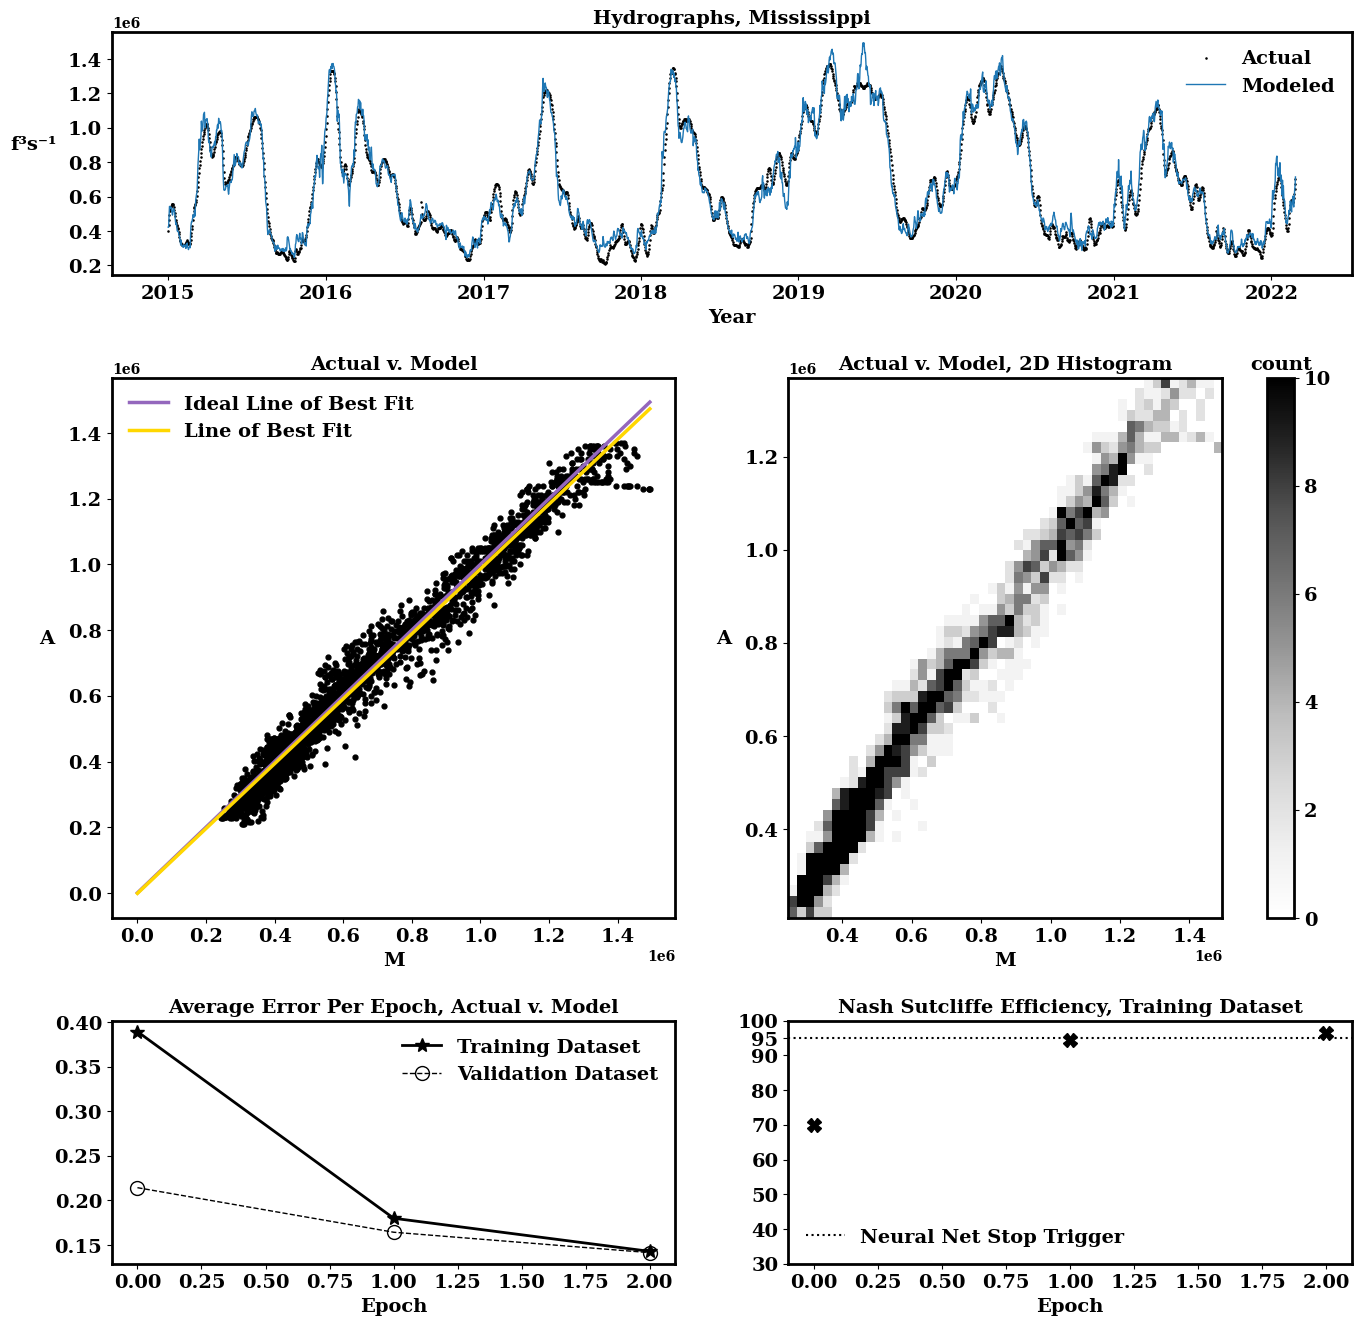 Hydrographs, Mississippi
1e6
1.4
1.2
1.0
0.8
0.6
0.4
0.2
f³s⁻¹
Actual
Modeled
2015 2016 2017 2018 2019 2020 2021 2022
Year
Actual v. Model
1e6
Ideal Line of Best Fit
Line of Best Fit
1.4
1.2
1.0
0.8
0.6
0.4
0.2
0.0
A
0.0 0.2 0.4 0.6 0.8 1.0 1.2 1.4
M
1e6
Actual v. Model, 2D Histogram
1e6
1.2
1.0
0.8
0.6
0.4
A
0.4 0.6 0.8 1.0 1.2 1.4
M
1e6
count
10
8
6
4
2
0
Average Error Per Epoch, Actual v. Model
0.40
0.35
0.30
0.25
0.20
0.15
Training Dataset
Validation Dataset
0.00 0.25 0.50 0.75 1.00 1.25 1.50 1.75 2.00
Epoch
Nash Sutcliffe Efficiency, Training Dataset
100
95
90
80
70
60
50
40
30
Neural Net Stop Trigger
0.00 0.25 0.50 0.75 1.00 1.25 1.50 1.75 2.00
Epoch